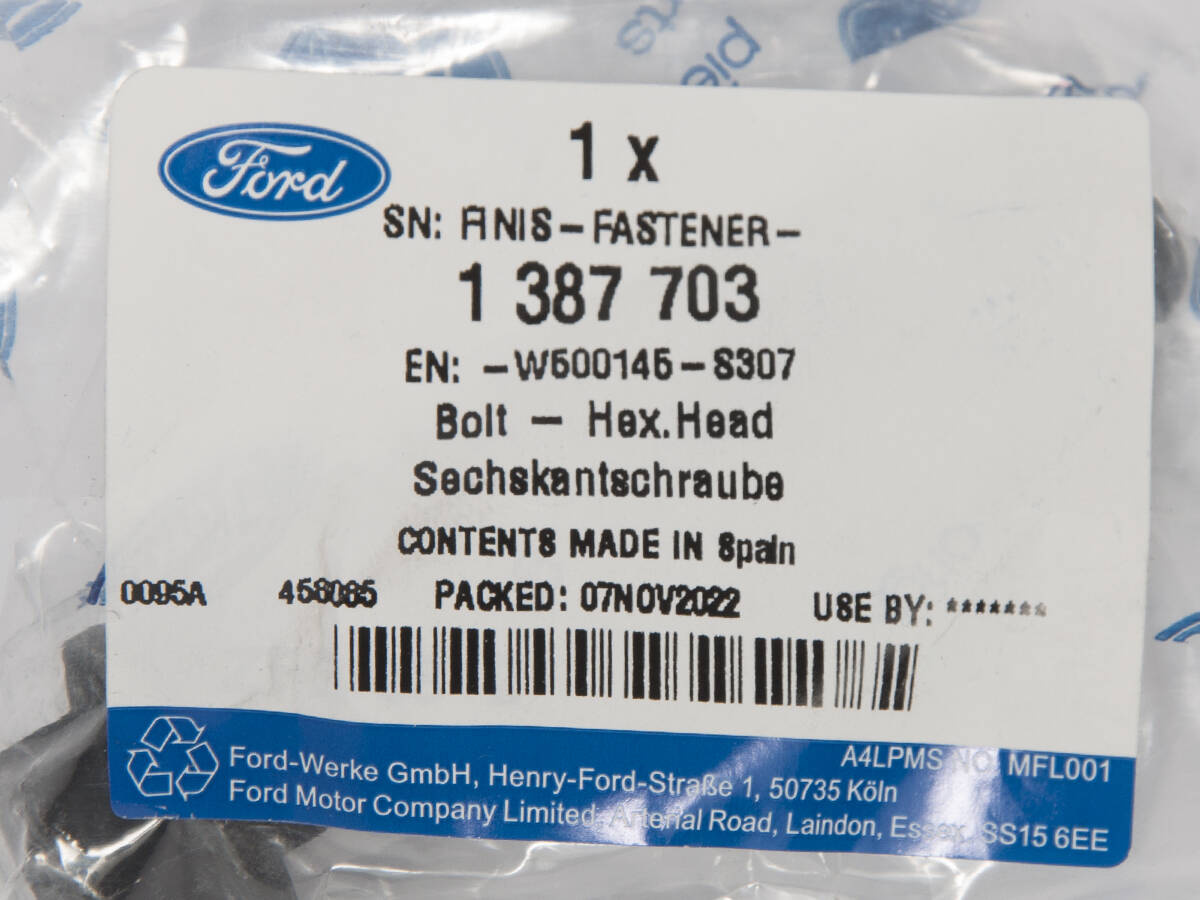 pièces
rts
Ford
1 x
SN: FINIS-FASTENER-
1 387 703
EN: -W500145-S307
Bolt - Hex.Head
Sechskantschraube
CONTENTS MADE IN Spain
0095A 458085 PACKED: 07NOV2022 USE BY: *******
A4LPMS NO. MFL001
Ford-Werke GmbH, Henry-Ford-Straße 1, 50735 Köln
Ford Motor Company Limited, Arterial Road, Laindon, Essex, SS15 6EE